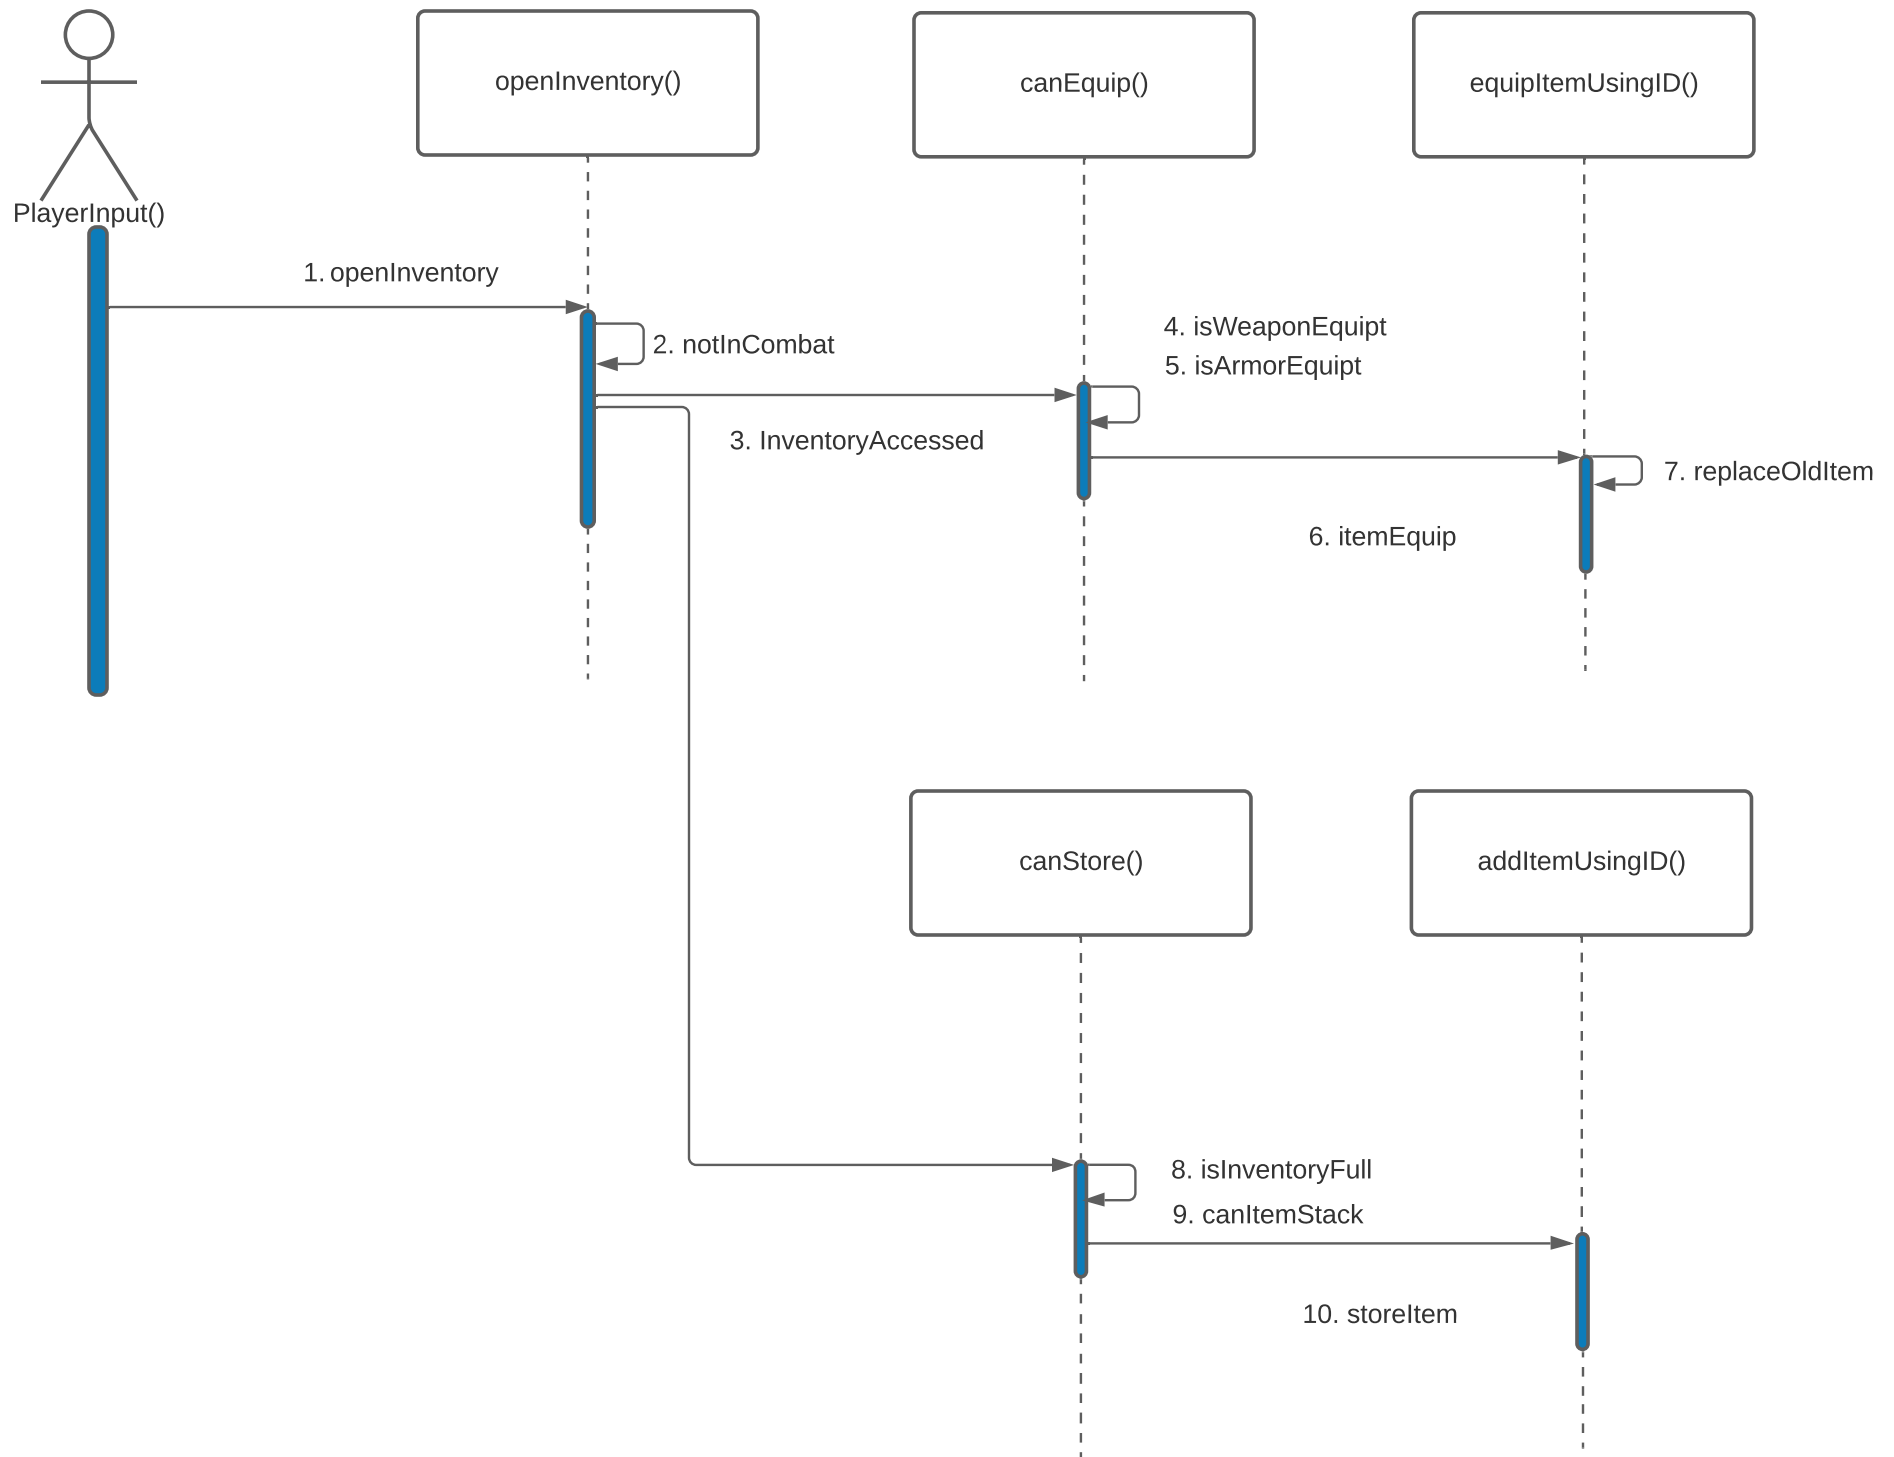 openInventory()
canEquip()
equipItemUsingID()
PlayerInput()
1. openInventory
2. notInCombat
4. isWeaponEquipt
5. isArmorEquipt
3. InventoryAccessed
7. replaceOldItem
6. itemEquip
canStore()
addItemUsingID()
8. isInventoryFull
9. canItemStack
10. storeItem